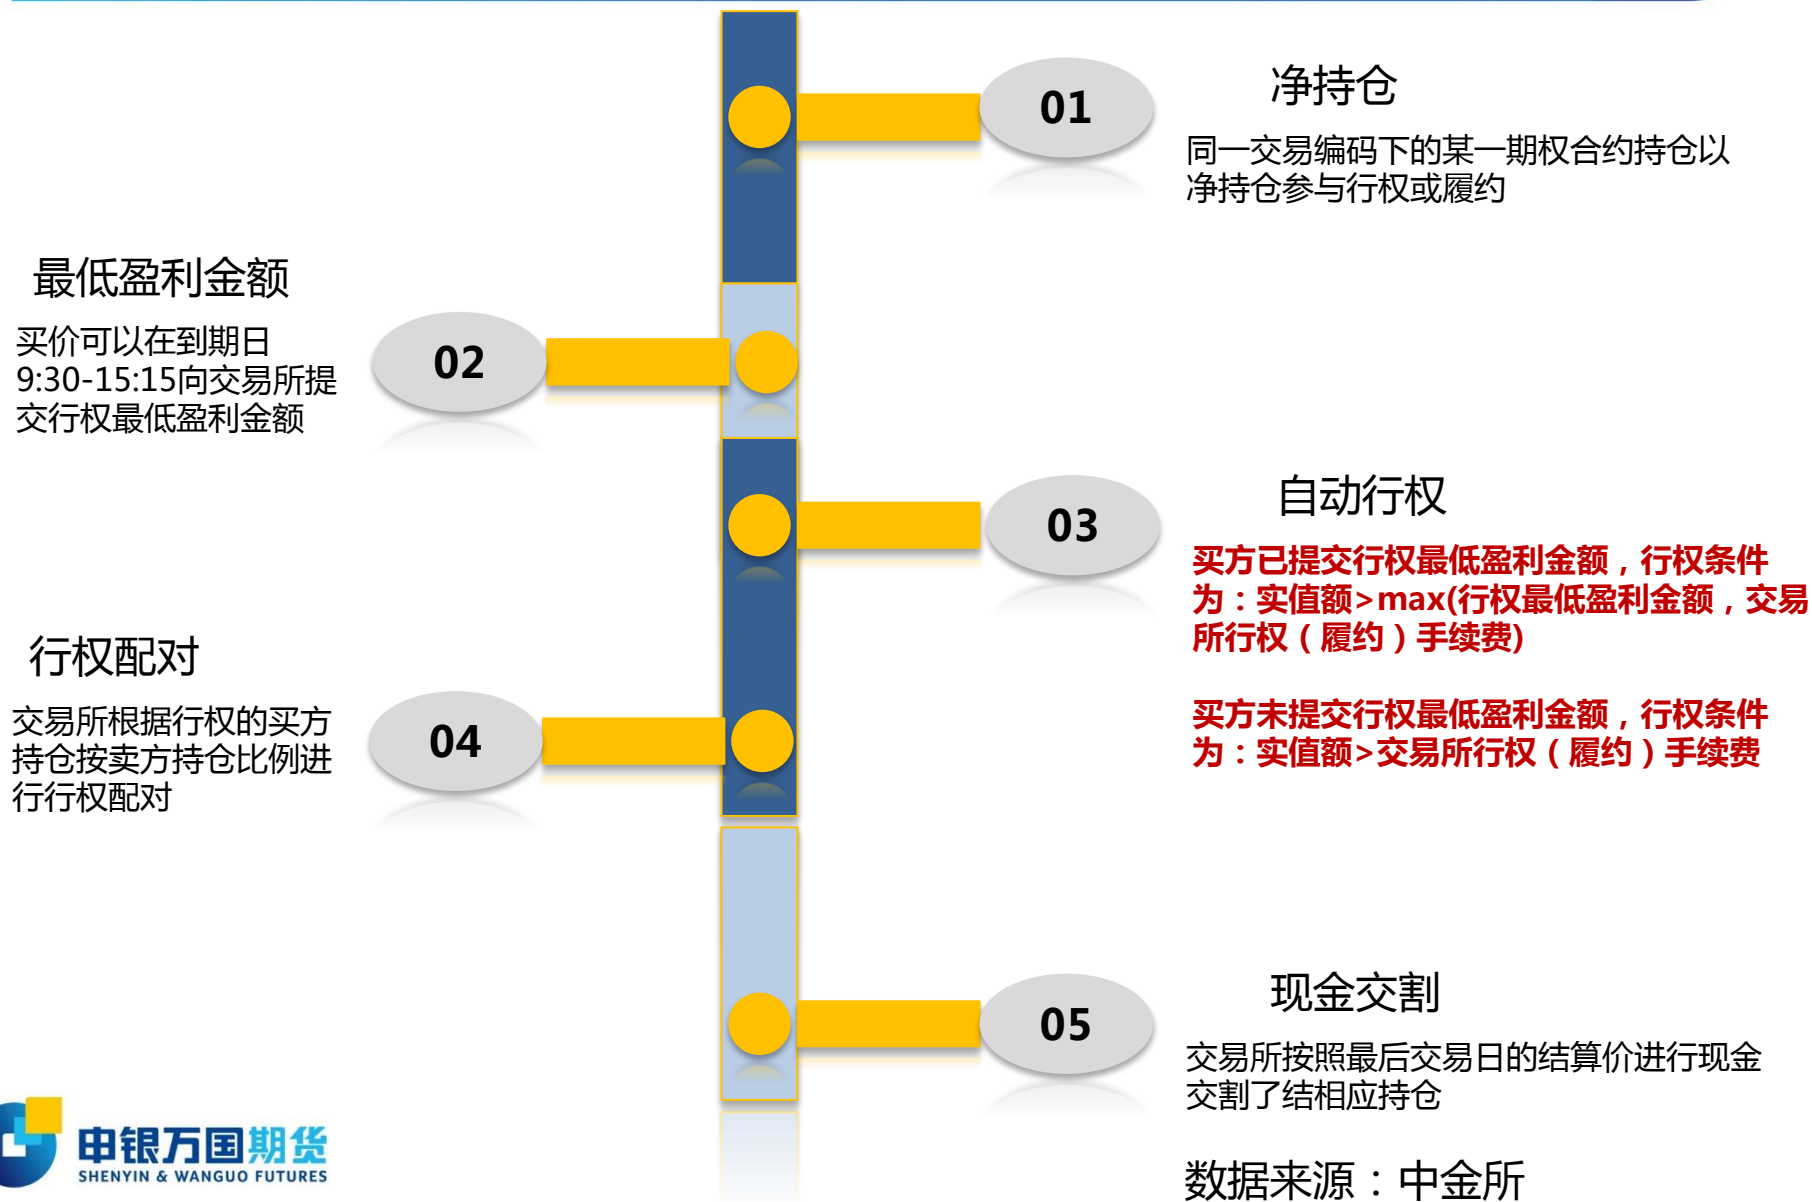 01
净持仓
同一交易编码下的某一期权合约持仓以
净持仓参与行权或履约
最低盈利金额
买价可以在到期日
9:30-15:15向交易所提
交行权最低盈利金额
02
03
自动行权
买方已提交行权最低盈利金额，行权条件
为：实值额>max(行权最低盈利金额，交易
所行权（履约）手续费)
买方未提交行权最低盈利金额，行权条件
为：实值额>交易所行权（履约）手续费
行权配对
交易所根据行权的买方
持仓按卖方持仓比例进
行行权配对
04
05
现金交割
交易所按照最后交易日的结算价进行现金
交割了结相应持仓
申银万国期货
SHENYIN & WANGUO FUTURES
数据来源：中金所